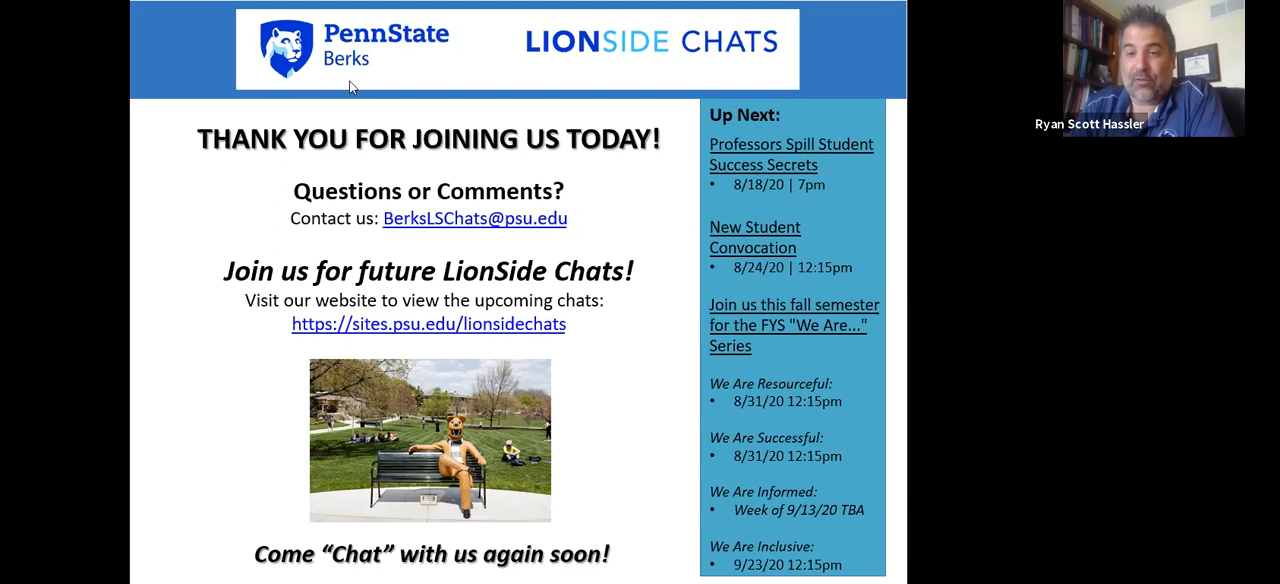 PennState
Berks
LIONSIDE CHATS
THANK YOU FOR JOINING US TODAY!
Questions or Comments?
Contact us: BerksLSChats@psu.edu
Join us for future LionSide Chats!
Visit our website to view the upcoming chats:
https://sites.psu.edu/lionsidechats
Come “Chat” with us again soon!
Up Next:
Professors Spill Student
Success Secrets
• 8/18/20 | 7pm
New Student
Convocation
• 8/24/20 | 12:15pm
Join us this fall semester
for the FYS "We Are..."
Series
We Are Resourceful:
• 8/31/20 12:15pm
We Are Successful:
• 8/31/20 12:15pm
We Are Informed:
• Week of 9/13/20 TBA
We Are Inclusive:
• 9/23/20 12:15pm
Ryan Scott Hassler